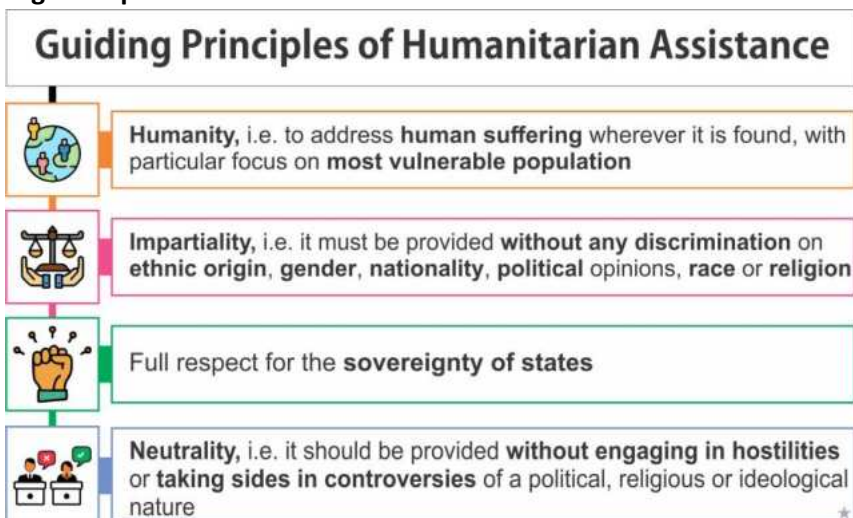 Guiding Principles of Humanitarian Assistance
Humanity, i.e. to address human suffering wherever it is found, with
particular focus on most vulnerable population
Impartiality, i.e. it must be provided without any discrimination on
ethnic origin, gender, nationality, political opinions, race or religion
Full respect for the sovereignty of states
Neutrality, i.e. it should be provided without engaging in hostilities
or taking sides in controversies of a political, religious or ideological
nature